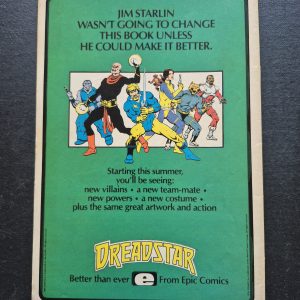 JIM STARLIN
WASN'T GOING TO CHANGE
THIS BOOK UNLESS
HE COULD MAKE IT BETTER.
Starting this summer,
you'll be seeing:
new villains • a new team-mate •
new powers • a new costume •
plus the same great artwork and action
DREADSTAR
Better than ever e From Epic Comics